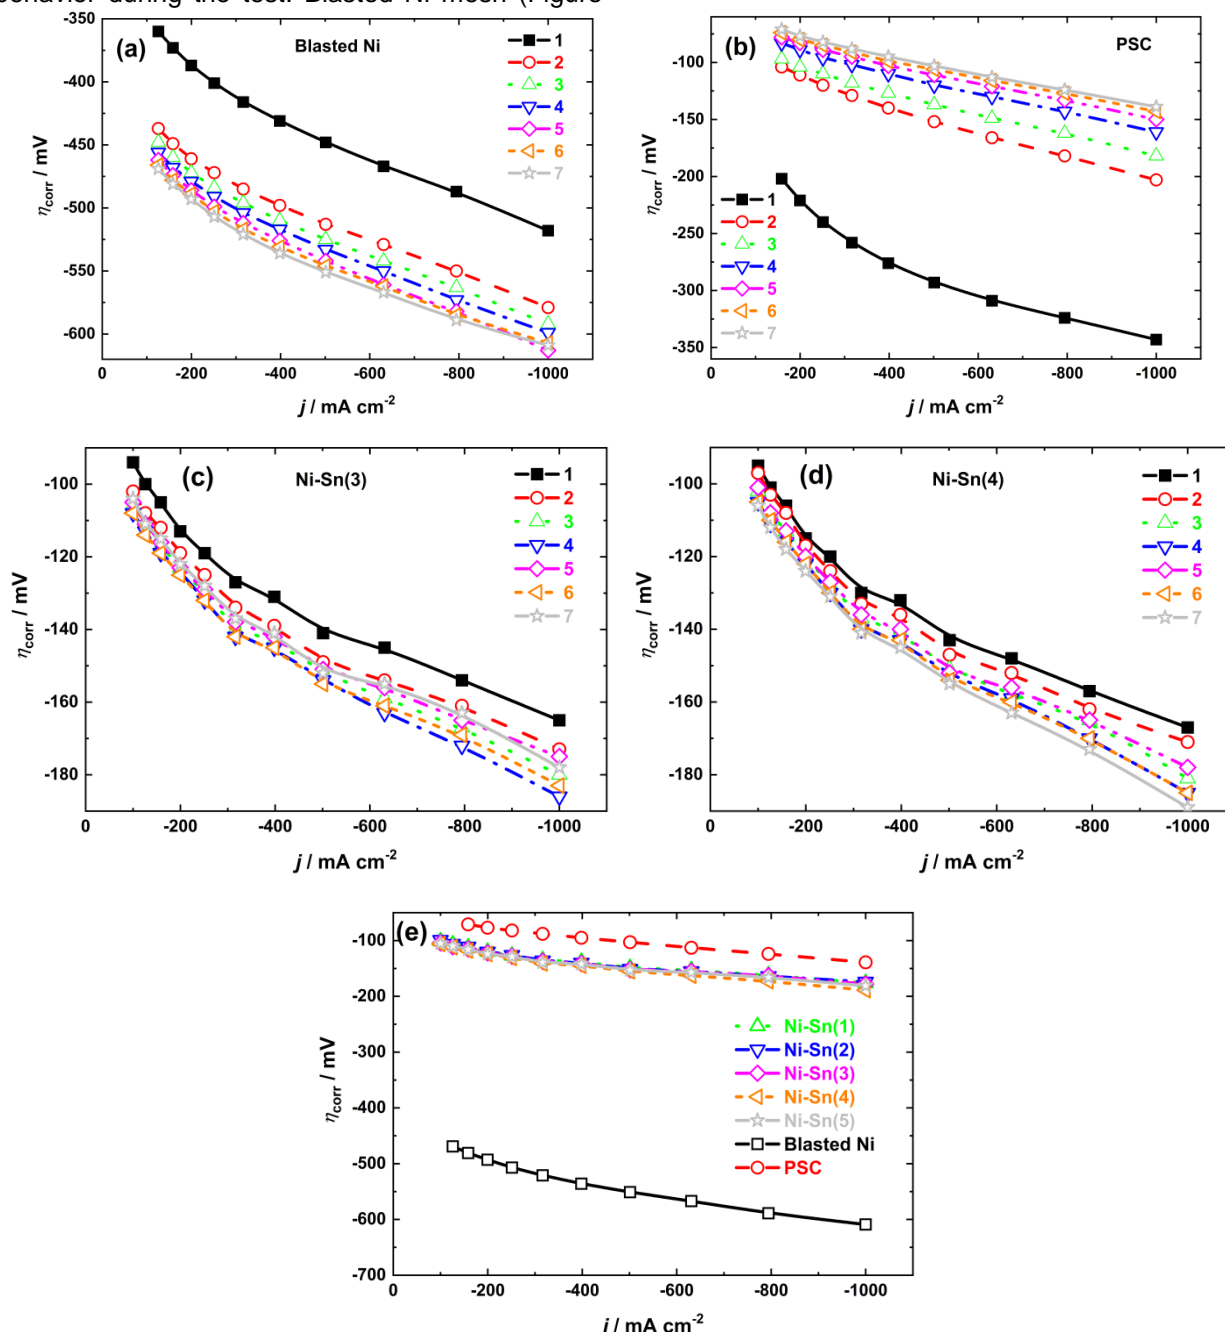 behavior during the test. Blasted Ni mesh (Figure
(a)
Blasted Ni
1
2
3
4
5
6
7
-350
-400
-450
-500
-550
-600
ηcorr / mV
0 -200 -400 -600 -800 -1000
j / mA cm-2
(b)
PSC
-100
-150
-200
-250
-300
-350
ηcorr / mV
1
2
3
4
5
6
7
0 -200 -400 -600 -800 -1000
j / mA cm-2
(c)
Ni-Sn(3)
1
2
3
4
5
6
7
-100
-120
-140
-160
-180
ηcorr / mV
0 -200 -400 -600 -800 -1000
j / mA cm-2
(d)
Ni-Sn(4)
1
2
3
4
5
6
7
-100
-120
-140
-160
-180
ηcorr / mV
0 -200 -400 -600 -800 -1000
j / mA cm-2
(e)
-100
-200
-300
-400
-500
-600
-700
ηcorr / mV
Ni-Sn(1)
Ni-Sn(2)
Ni-Sn(3)
Ni-Sn(4)
Ni-Sn(5)
Blasted Ni
PSC
0 -200 -400 -600 -800 -1000
j / mA cm-2